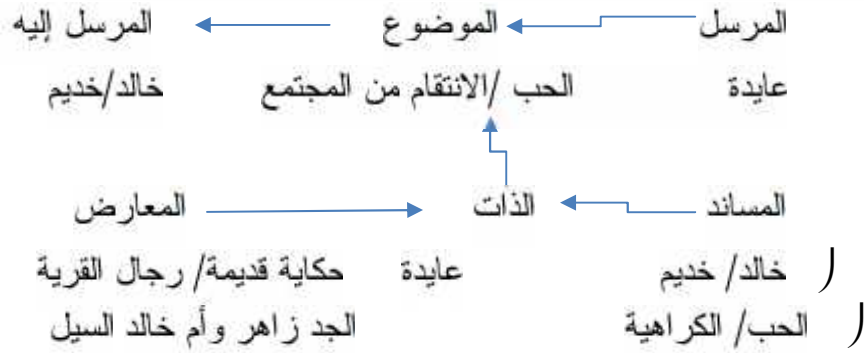 المرسل الموضوع المرسل إليه
عايدة الحب /الانتقام من المجتمع خالد/خديم
المساند الذات المعارض
خالد/ خديم عايدة حكاية قديمة/ رجال القرية
الحب/ الكراهية الجد زاهر وأم خالد السيل